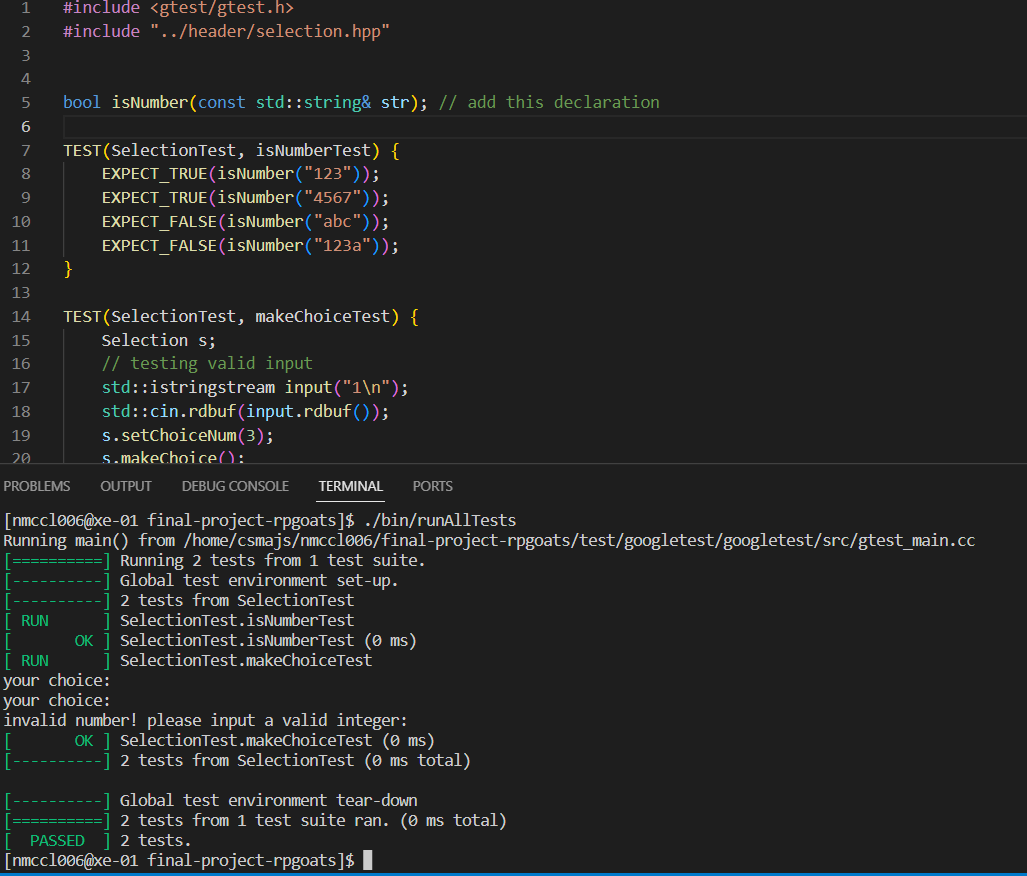 1 #include <gtest/gtest.h>
2 #include "../header/selection.hpp"
3
4
5 bool isNumber(const std::string& str); // add this declaration
6
7 TEST(SelectionTest, isNumberTest) {
8     EXPECT_TRUE(isNumber("123"));
9     EXPECT_TRUE(isNumber("4567"));
10     EXPECT_FALSE(isNumber("abc"));
11     EXPECT_FALSE(isNumber("123a"));
12 }
13
14 TEST(SelectionTest, makeChoiceTest) {
15     Selection s;
16     // testing valid input
17     std::istringstream input("1\n");
18     std::cin.rdbuf(input.rdbuf());
19     s.setChoiceNum(3);
20     s.makeChoice();
PROBLEMS OUTPUT DEBUG CONSOLE TERMINAL PORTS
[nmccl006@xe-01 final-project-rpgoats]$ ./bin/runAllTests
Running main() from /home/csmajs/nmccl006/final-project-rpgoats/test/googletest/googletest/src/gtest_main.cc
[==========] Running 2 tests from 1 test suite.
[----------] Global test environment set-up.
[----------] 2 tests from SelectionTest
[ RUN      ] SelectionTest.isNumberTest
[       OK ] SelectionTest.isNumberTest (0 ms)
[ RUN      ] SelectionTest.makeChoiceTest
your choice:
your choice:
invalid number! please input a valid integer:
[       OK ] SelectionTest.makeChoiceTest (0 ms)
[----------] 2 tests from SelectionTest (0 ms total)

[----------] Global test environment tear-down
[==========] 2 tests from 1 test suite ran. (0 ms total)
[  PASSED  ] 2 tests.
[nmccl006@xe-01 final-project-rpgoats]$